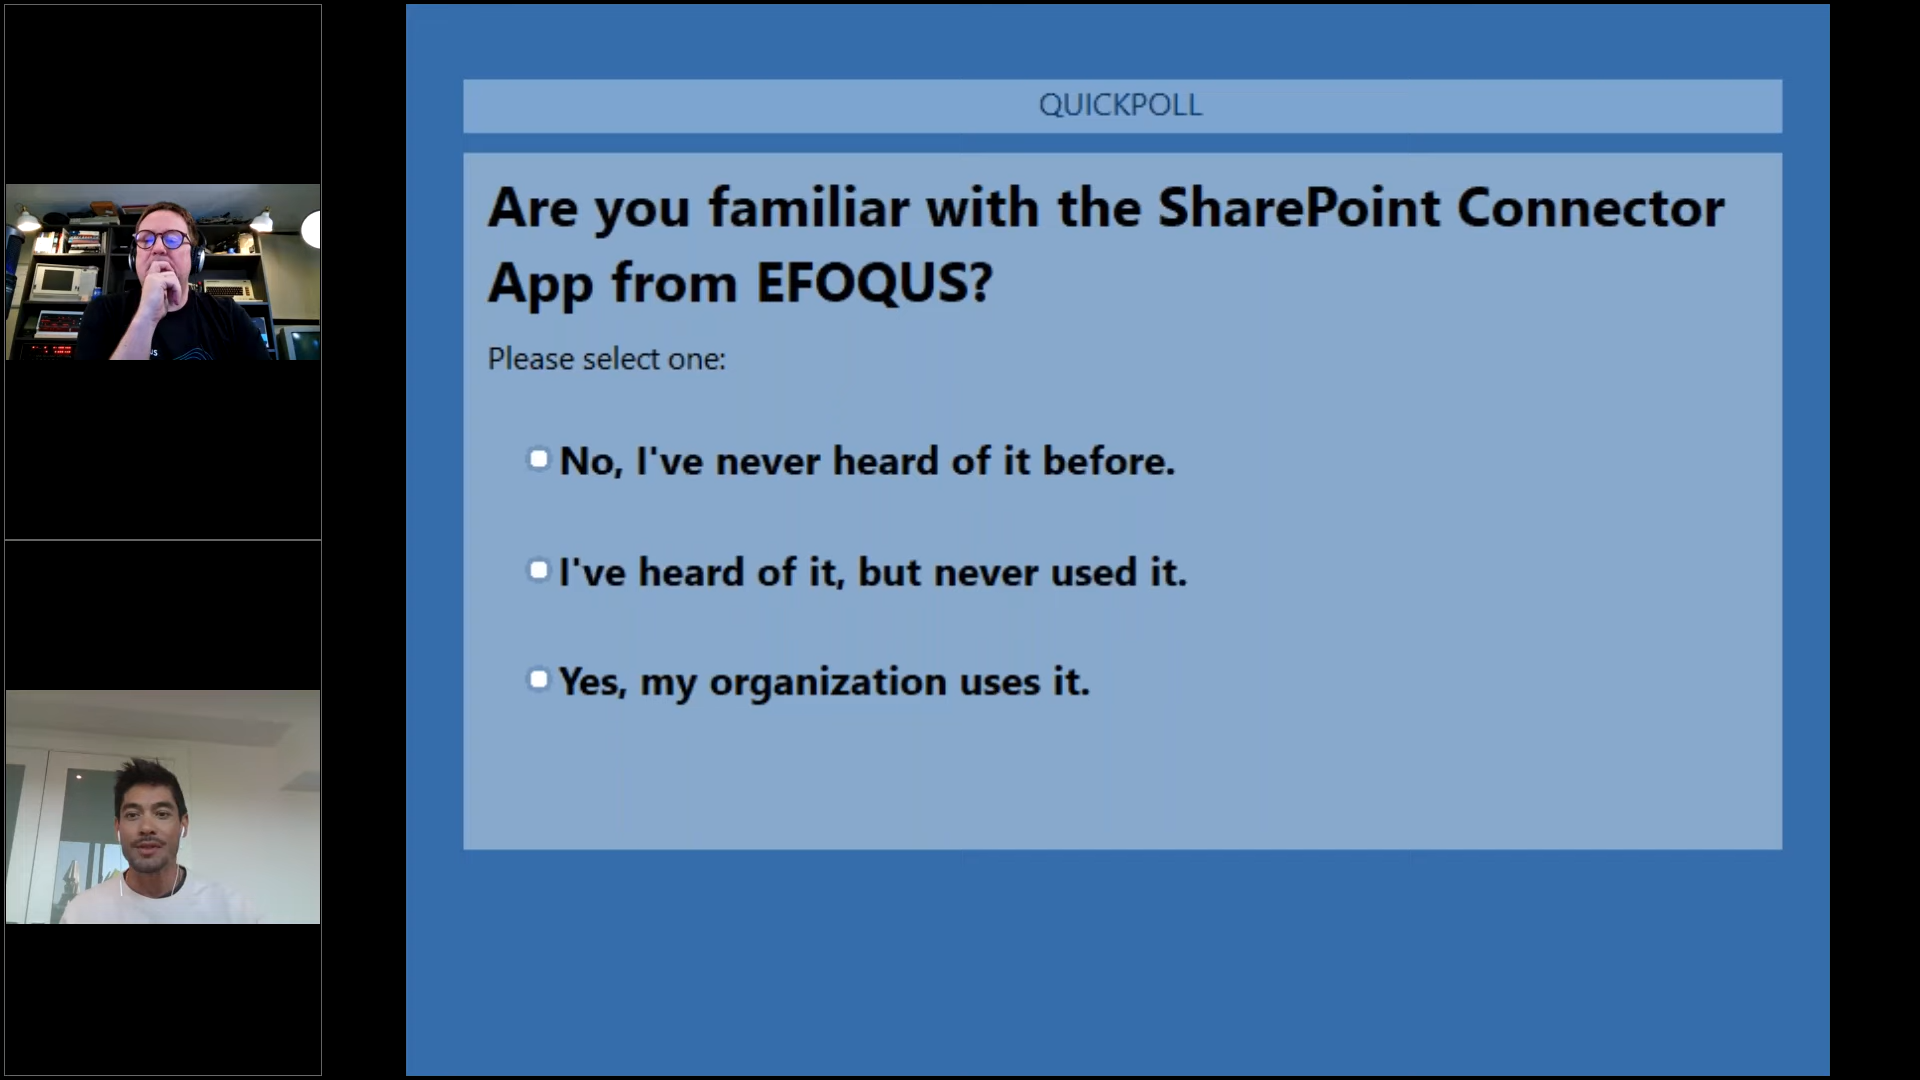 QUICKPOLL
Are you familiar with the SharePoint Connector
App from EFOQUS?
Please select one:
No, I've never heard of it before.
I've heard of it, but never used it.
Yes, my organization uses it.